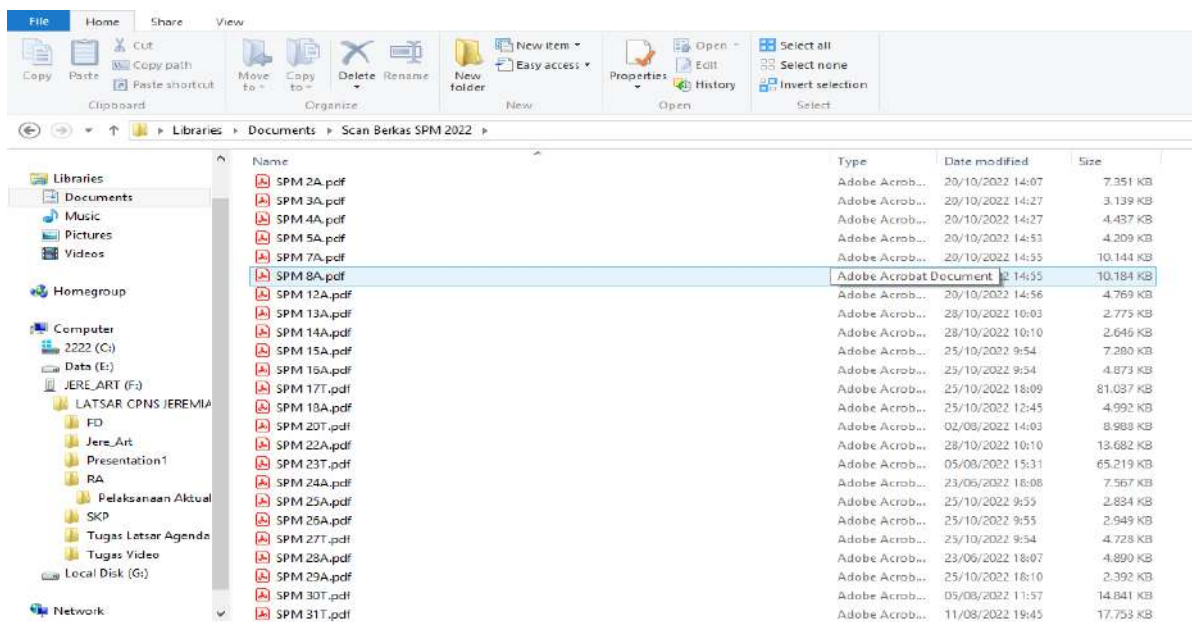 File Home Share View
Copy
Paste
Cut
Copy path
Paste shortcut
Clipboard
Move to
Copy to
Delete
Rename
Organize
New folder
New item
Easy access
New
Properties
Open
Edit
History
Open
Select all
Select none
Invert selection
Select
Libraries Documents Scan Berkas SPM 2022
Libraries
Documents
Music
Pictures
Videos
Homegroup
Computer
2222 (C:)
Data (E:)
JERE_ART (F:)
LATSAR CPNS JEREMIA
FD
Jere_Art
Presentation1
RA
Pelaksanaan Aktual
SKP
Tugas Latsar Agenda
Tugas Video
Local Disk (G:)
Network
Name Type Date modified Size
SPM 2A.pdf Adobe Acrob... 20/10/2022 14:07 7.351 KB
SPM 3A.pdf Adobe Acrob... 20/10/2022 14:27 3.139 KB
SPM 4A.pdf Adobe Acrob... 20/10/2022 14:27 4.437 KB
SPM 5A.pdf Adobe Acrob... 20/10/2022 14:53 4.209 KB
SPM 7A.pdf Adobe Acrob... 20/10/2022 14:55 10.144 KB
SPM 8A.pdf Adobe Acrobat Document 14:55 10.184 KB
SPM 12A.pdf Adobe Acrob... 20/10/2022 14:56 4.769 KB
SPM 13A.pdf Adobe Acrob... 28/10/2022 10:03 2.775 KB
SPM 14A.pdf Adobe Acrob... 28/10/2022 10:10 2.646 KB
SPM 15A.pdf Adobe Acrob... 25/10/2022 9:54 7.280 KB
SPM 16A.pdf Adobe Acrob... 25/10/2022 9:54 4.873 KB
SPM 17T.pdf Adobe Acrob... 25/10/2022 18:09 81.037 KB
SPM 18A.pdf Adobe Acrob... 25/10/2022 12:45 4.992 KB
SPM 20T.pdf Adobe Acrob... 02/08/2022 14:03 8.988 KB
SPM 22A.pdf Adobe Acrob... 28/10/2022 10:10 13.682 KB
SPM 23T.pdf Adobe Acrob... 05/08/2022 15:31 65.219 KB
SPM 24A.pdf Adobe Acrob... 23/06/2022 18:08 7.567 KB
SPM 25A.pdf Adobe Acrob... 25/10/2022 9:55 2.834 KB
SPM 26A.pdf Adobe Acrob... 25/10/2022 9:55 2.949 KB
SPM 27T.pdf Adobe Acrob... 25/10/2022 9:54 4.728 KB
SPM 28A.pdf Adobe Acrob... 23/06/2022 18:07 4.890 KB
SPM 29A.pdf Adobe Acrob... 25/10/2022 18:10 2.392 KB
SPM 30T.pdf Adobe Acrob... 05/08/2022 11:57 14.841 KB
SPM 31T.pdf Adobe Acrob... 11/08/2022 19:45 17.753 KB